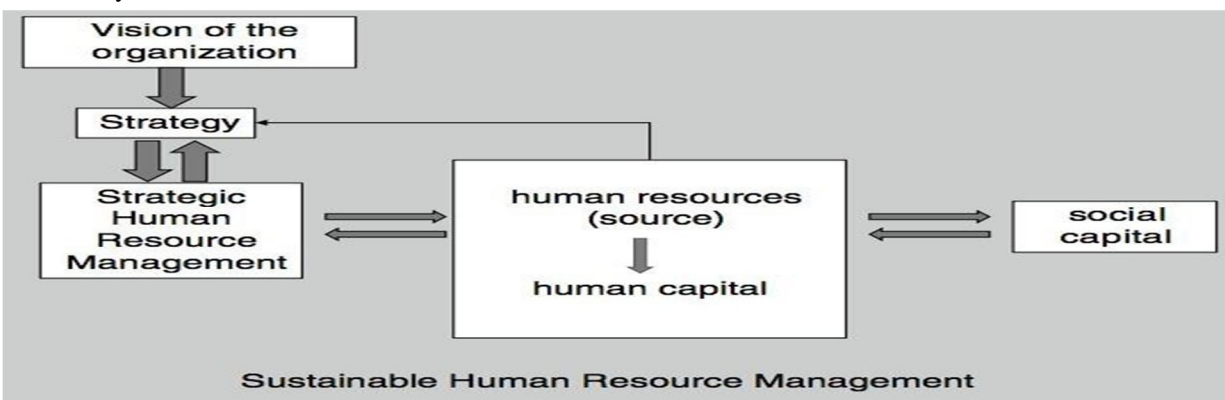 Vision of the
organization
Strategy
Strategic
Human
Resource
Management
human resources
(source)
human capital
social
capital
Sustainable Human Resource Management